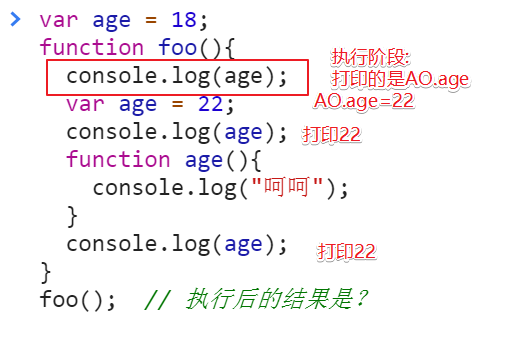 var age = 18;
function foo(){
console.log(age);
执行阶段:
打印的是AO.age
AO.age=22
var age = 22;
console.log(age); 打印22
function age(){
console.log("呵呵");
}
console.log(age); 打印22
}
foo(); // 执行后的结果是?